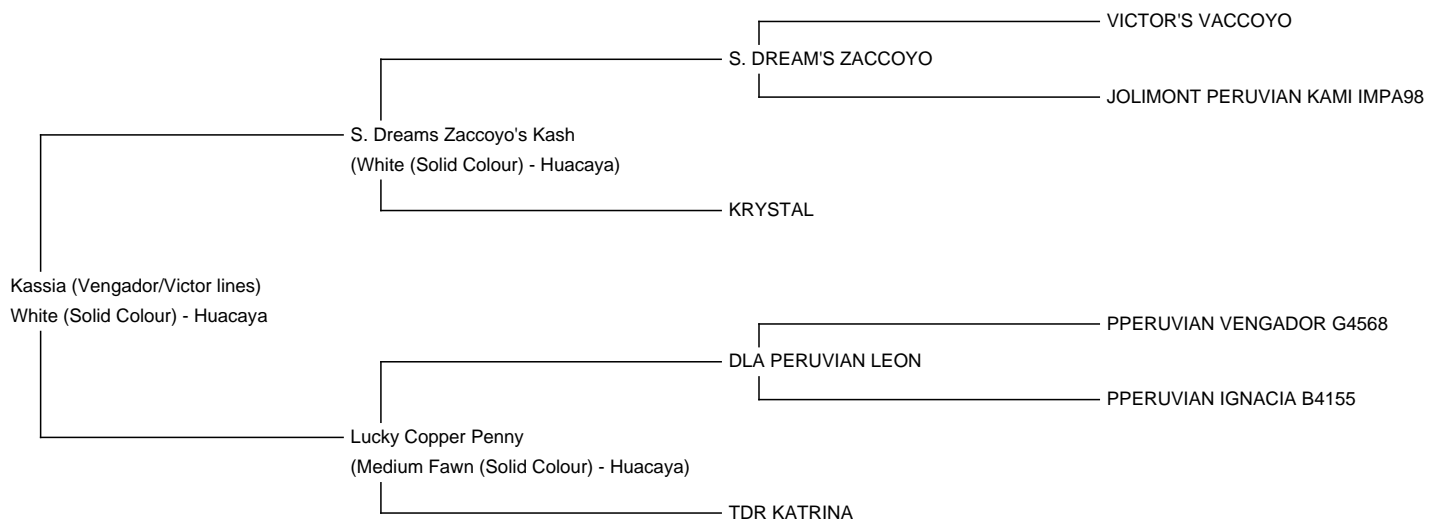 VICTOR'S VACCOYO
S. DREAM'S ZACCOYO
JOLIMONT PERUVIAN KAMI IMPA98
S. Dreams Zaccoyo's Kash
(White (Solid Colour) - Huacaya)
KRYSTAL
Kassia (Vengador/Victor lines)
White (Solid Colour) - Huacaya
PPERUVIAN VENGADOR G4568
DLA PERUVIAN LEON
PPERUVIAN IGNACIA B4155
Lucky Copper Penny
(Medium Fawn (Solid Colour) - Huacaya)
TDR KATRINA